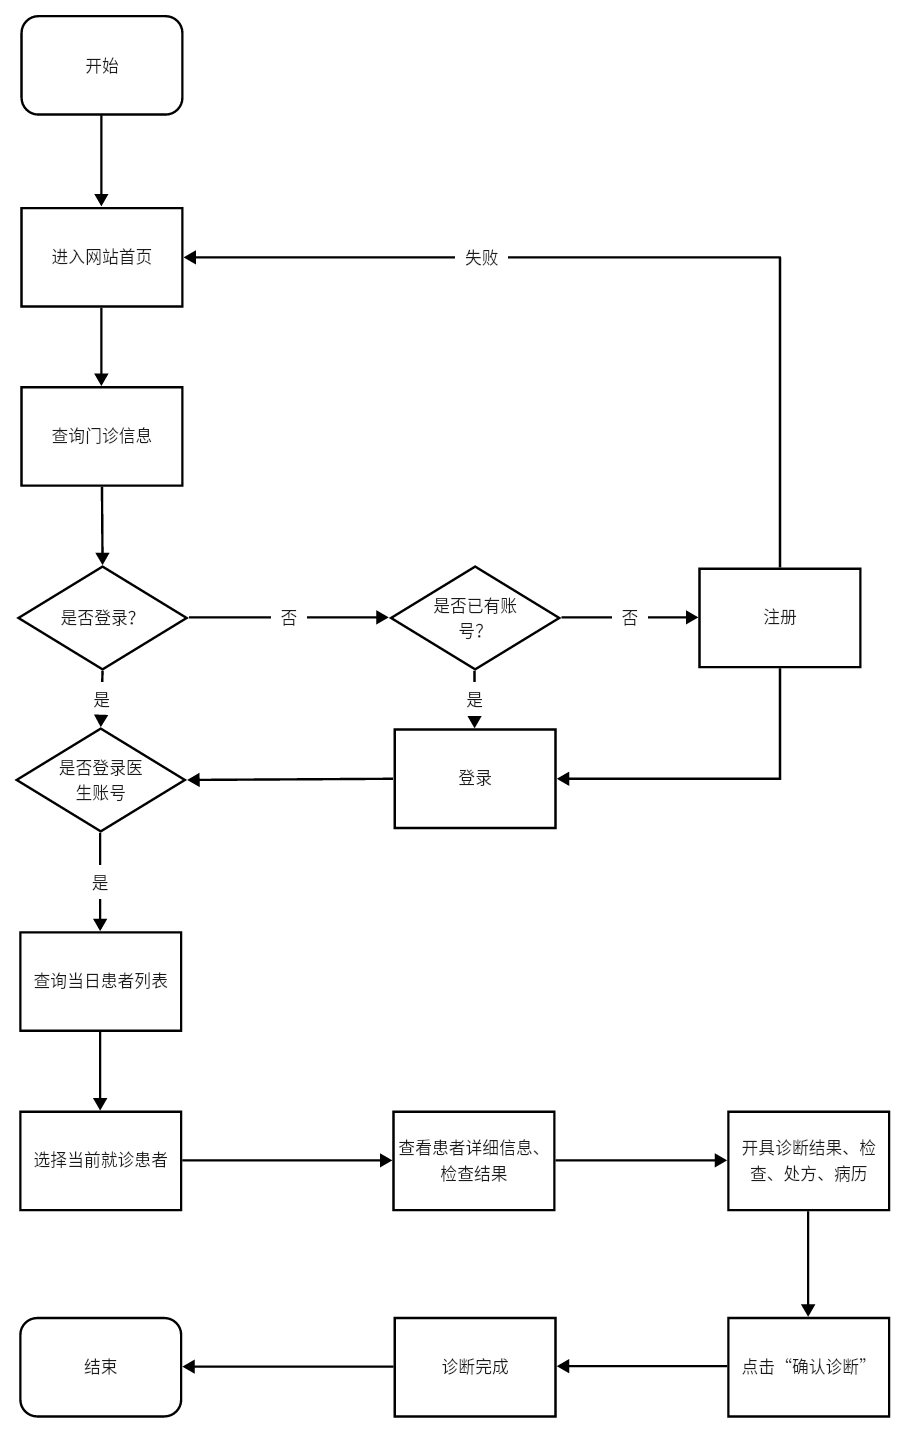 开始
进入网站首页
失败
查询门诊信息
是否登录？
否
是否已有账
号？
否
注册
是
是
是否登录医
生账号
登录
是
查询当日患者列表
选择当前就诊患者
查看患者详细信息、
检查结果
开具诊断结果、检
查、处方、病历
结束
诊断完成
点击“确认诊断”